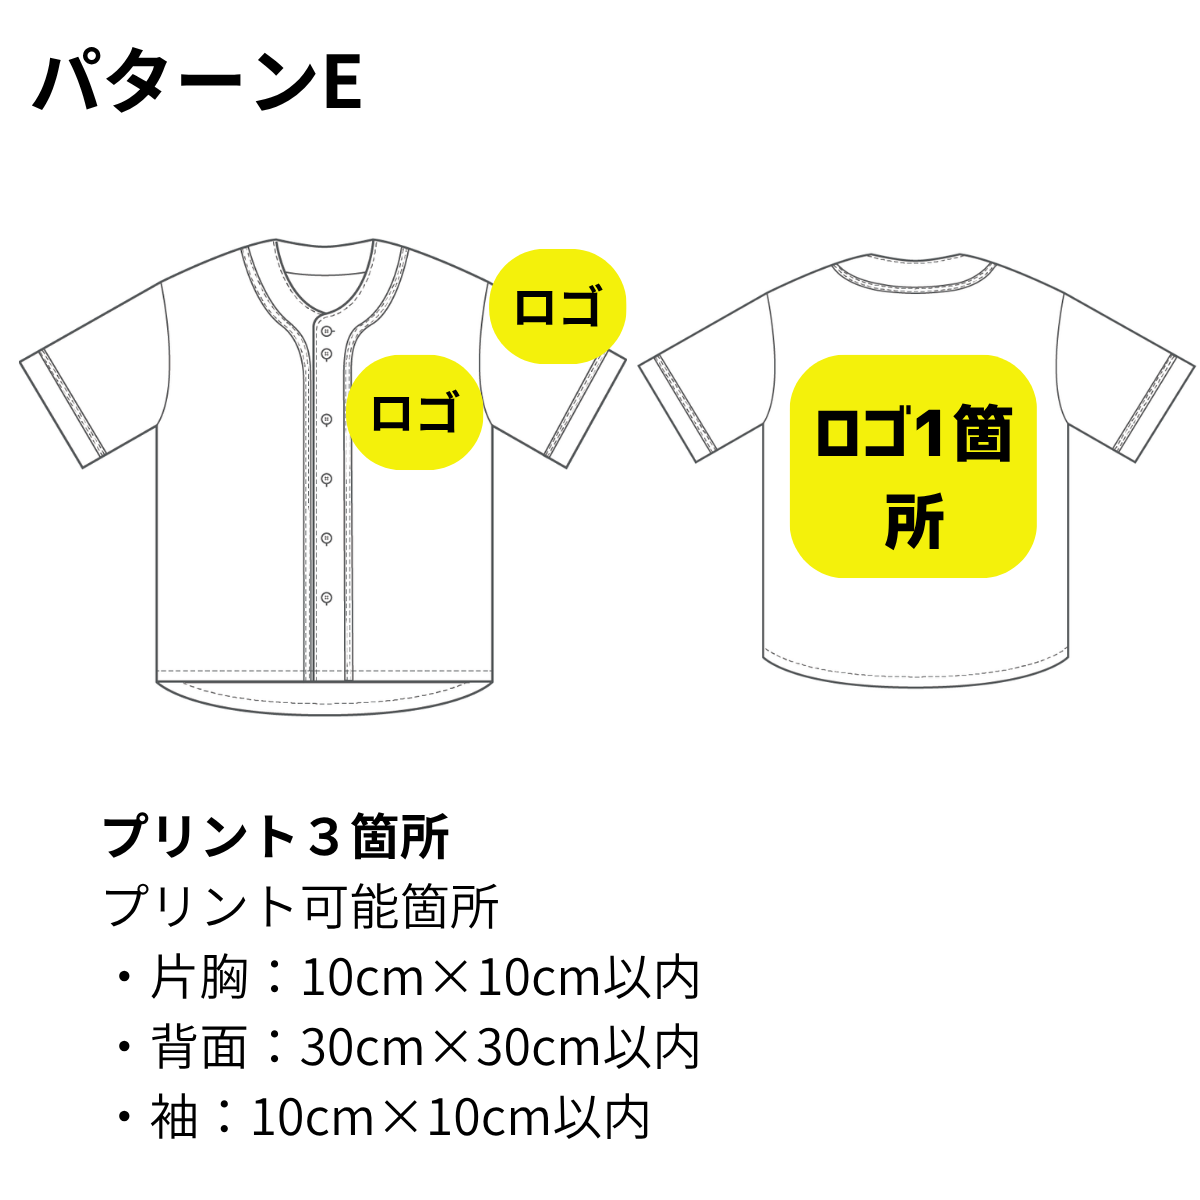 パターンE
ロゴ
ロゴ
ロゴ1箇
所
プリント３箇所
プリント可能箇所
・片胸：10cm×10cm以内
・背面：30cm×30cm以内
・袖：10cm×10cm以内